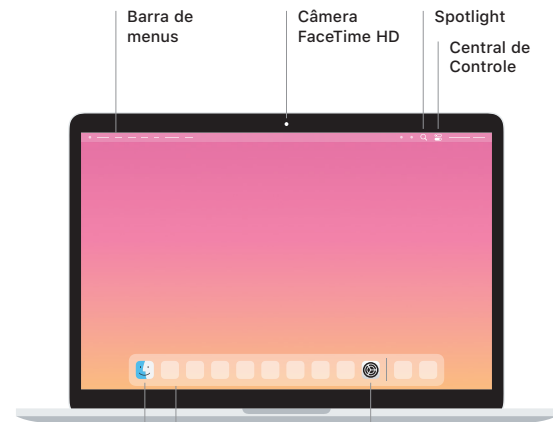 Barra de
menus
Câmera
FaceTime HD
Spotlight
Central de
Controle